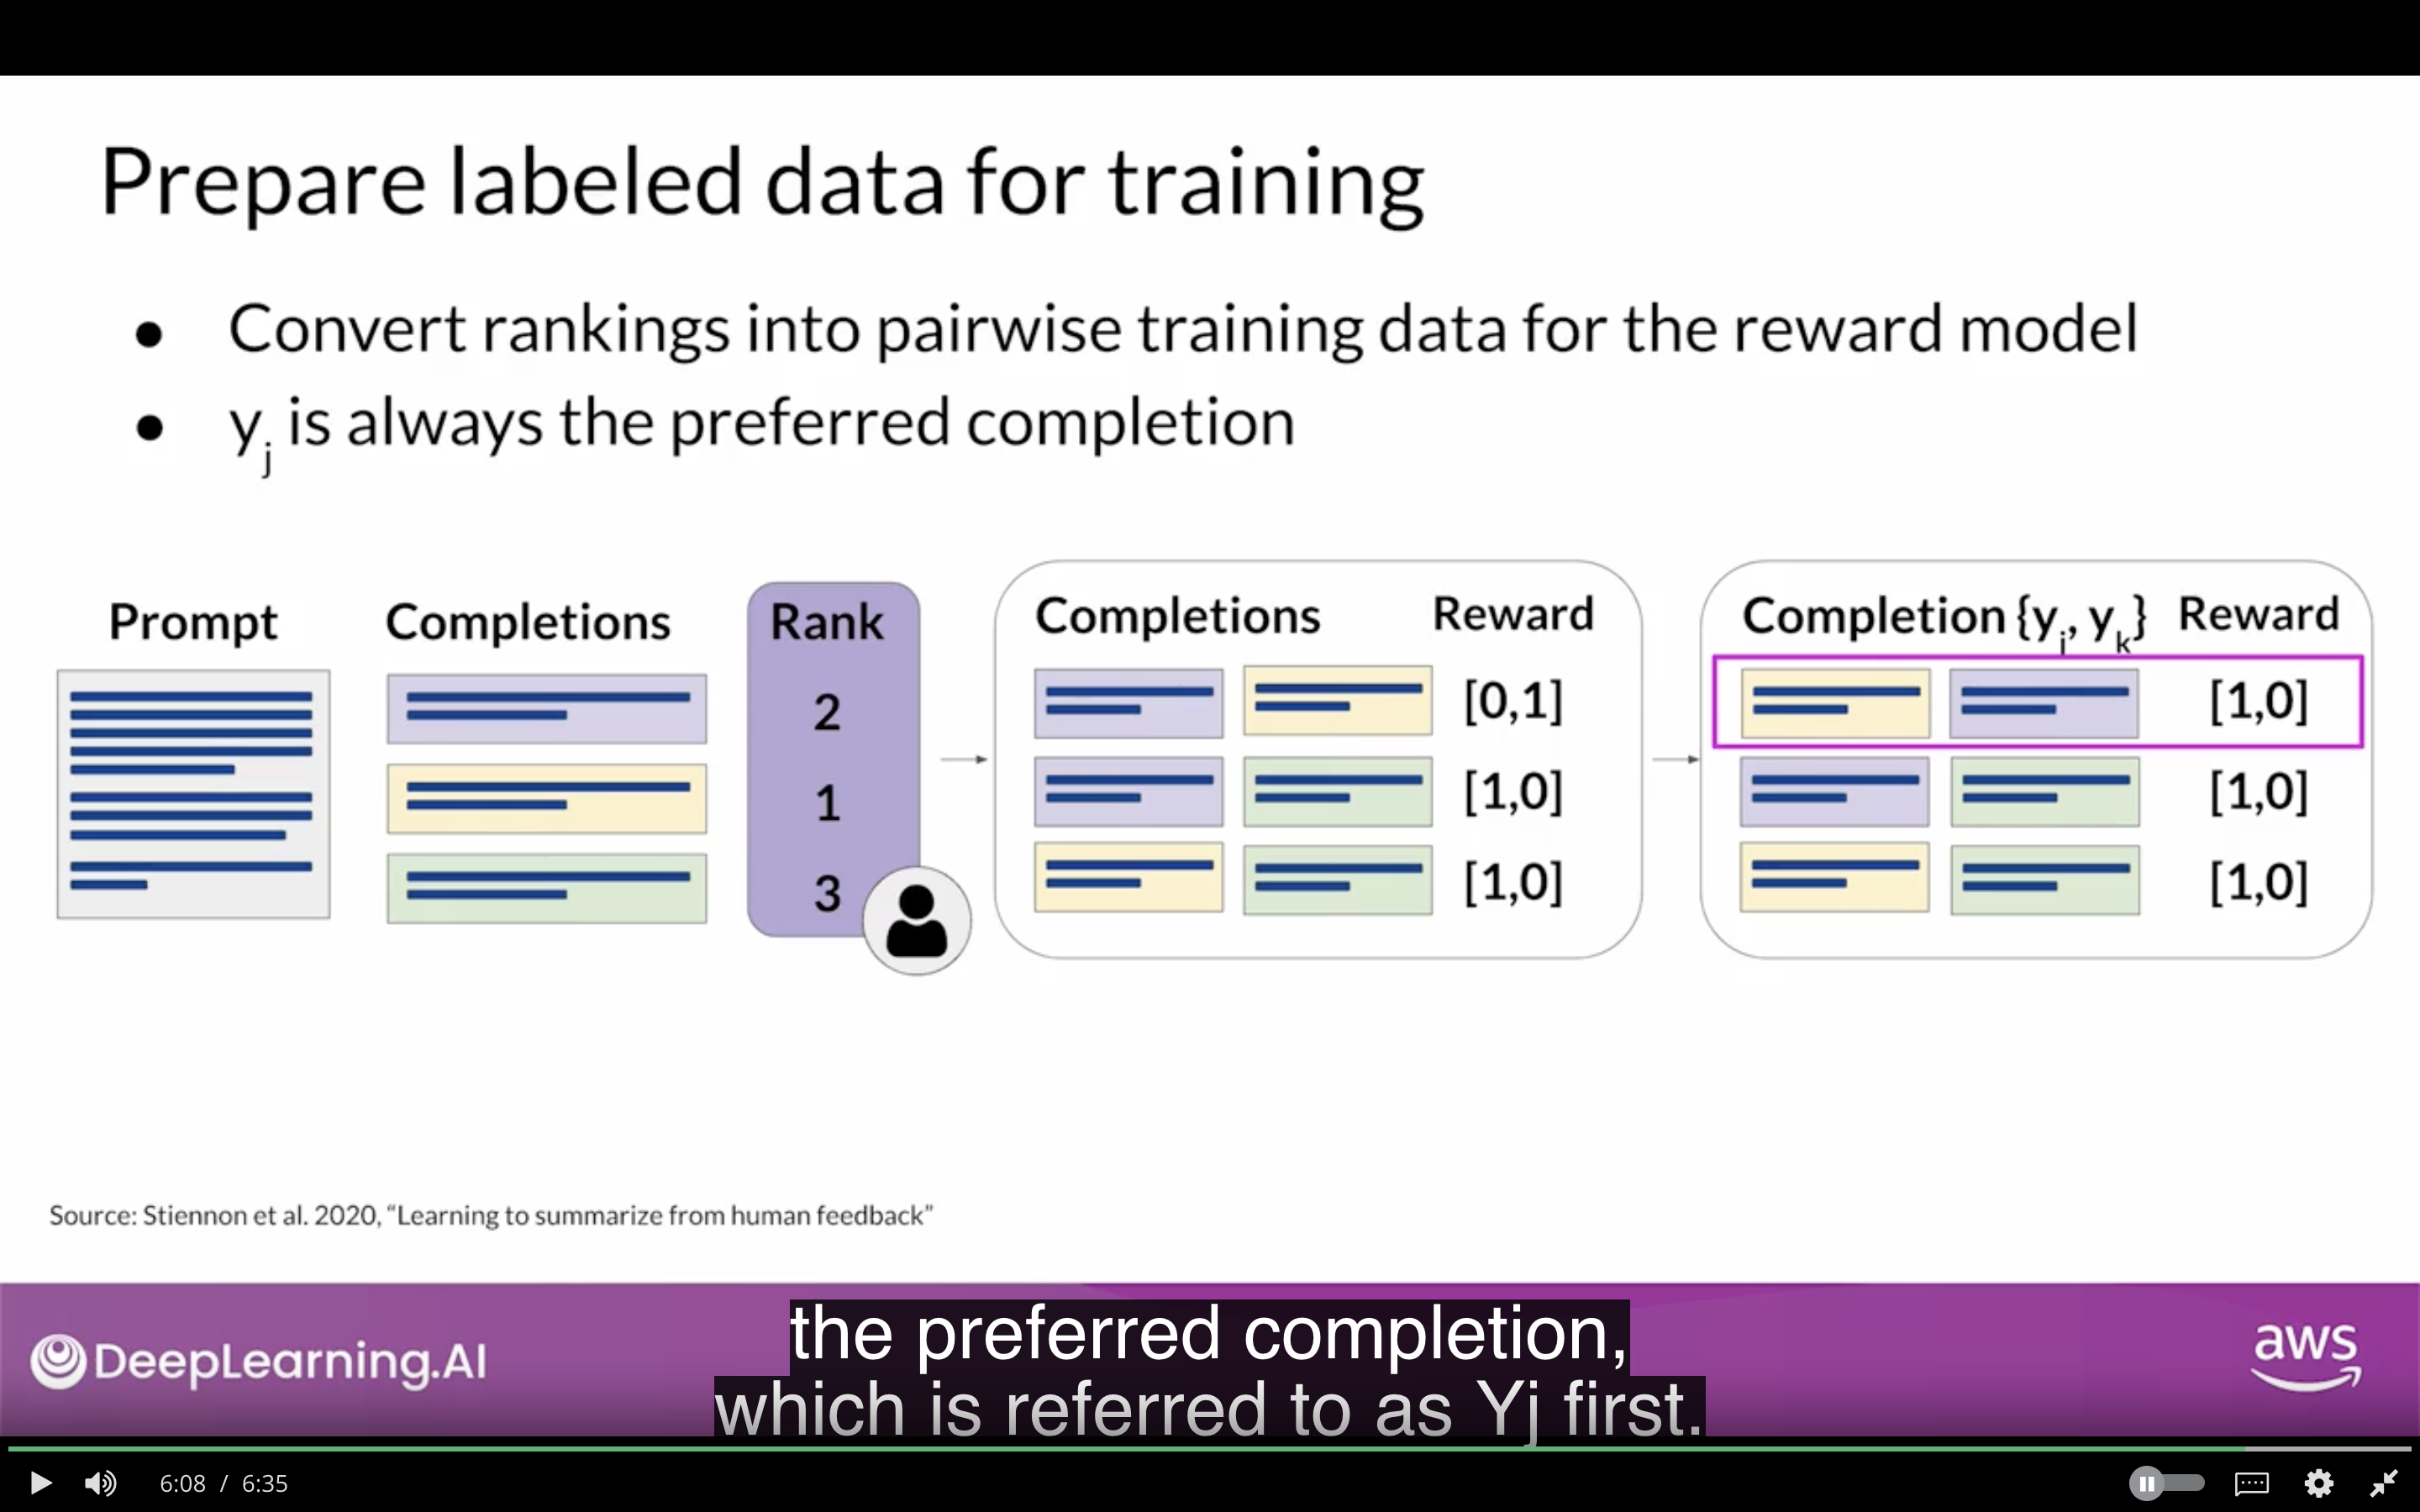 Prepare labeled data for training
● Convert rankings into pairwise training data for the reward model
● yj is always the preferred completion
Prompt
Completions
Rank
2
1
3
Completions Reward
[0,1]
[1,0]
[1,0]
Completion {yj, yk} Reward
[1,0]
[1,0]
[1,0]
Source: Stiennon et al. 2020, “Learning to summarize from human feedback”
DeepLearning.AI
the preferred completion,
which is referred to as Yj first.
aws
6:08 / 6:35